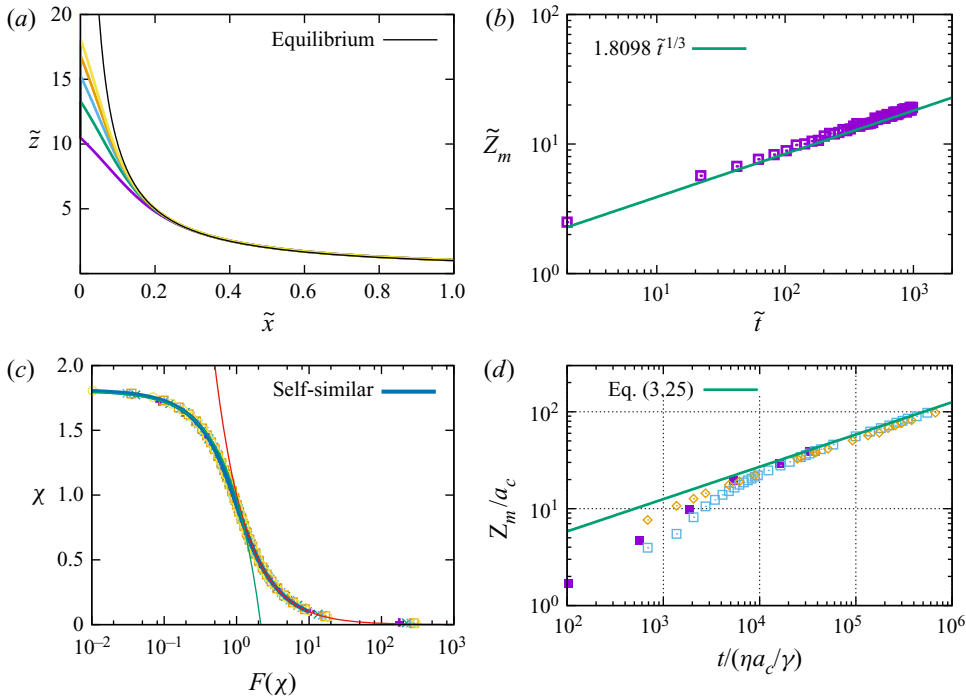 (a)
20
15
z̃ 10
5
0 0.2 0.4 0.6 0.8 1.0
x̃
Equilibrium
(b)
10²
Z̃ₘ 10¹
10⁰
10¹ 10² 10³
t̃
1.8098 t̃ 1/3
(c)
2.0
1.5
χ 1.0
0.5
0
10⁻² 10⁻¹ 10⁰ 10¹ 10² 10³
F(χ)
Self-similar
(d)
10²
Zₘ/a_c 10¹
10⁰
10² 10³ 10⁴ 10⁵ 10⁶
t/(ηa_c/γ)
Eq. (3,25)